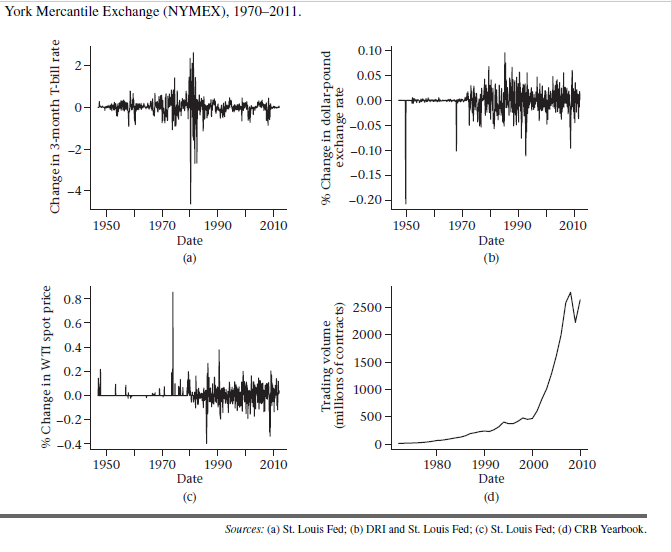 York Mercantile Exchange (NYMEX), 1970–2011.
Change in 3-month T-bill rate
2
0
−2
−4
1950 1970 1990 2010
Date
(a)
% Change in dollar-pound
exchange rate
0.10
0.05
0.00
−0.05
−0.10
−0.15
−0.20
1950 1970 1990 2010
Date
(b)
% Change in WTI spot price
0.8
0.6
0.4
0.2
0.0
−0.2
−0.4
1950 1970 1990 2010
Date
(c)
Trading volume
(millions of contracts)
2500
2000
1500
1000
500
0
1980 1990 2000 2010
Date
(d)
Sources: (a) St. Louis Fed; (b) DRI and St. Louis Fed; (c) St. Louis Fed; (d) CRB Yearbook.